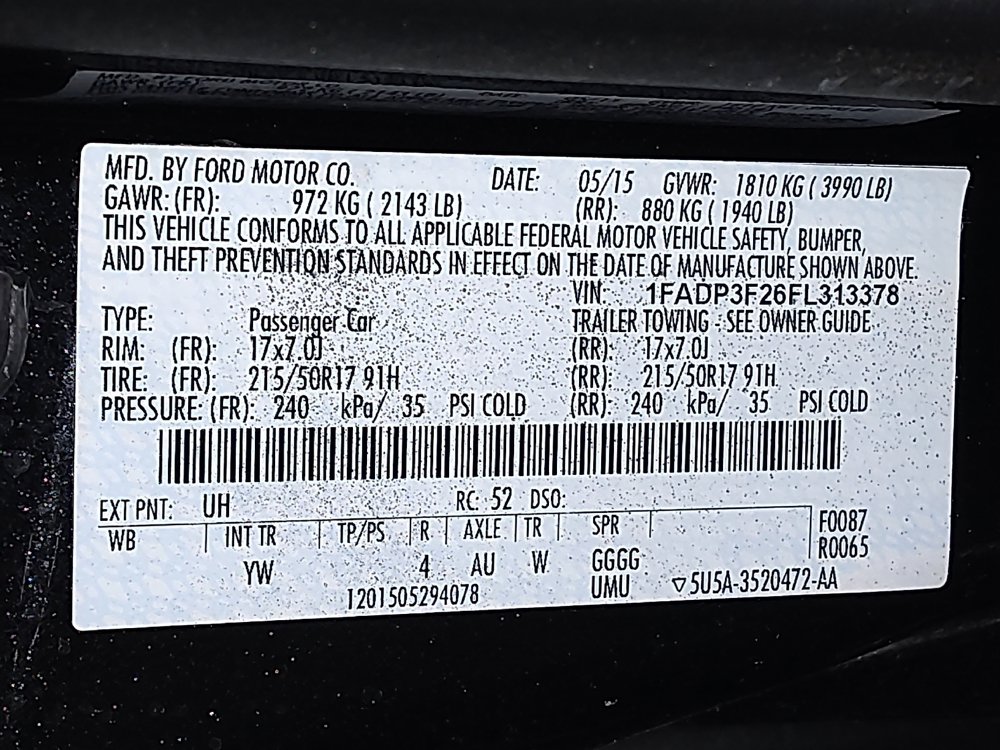 MFD. BY FORD MOTOR CO. DATE: 05/15 GVWR: 1810 KG ( 3990 LB)
GAWR: (FR): 972 KG ( 2143 LB) (RR): 880 KG ( 1940 LB)
THIS VEHICLE CONFORMS TO ALL APPLICABLE FEDERAL MOTOR VEHICLE SAFETY, BUMPER,
AND THEFT PREVENTION STANDARDS IN EFFECT ON THE DATE OF MANUFACTURE SHOWN ABOVE.
VIN: 1FADP3F26FL313378
TYPE: Passenger Car TRAILER TOWING - SEE OWNER GUIDE
RIM: (FR): 17x7.0J (RR): 17x7.0J
TIRE: (FR): 215/50R17 91H (RR): 215/50R17 91H
PRESSURE: (FR): 240 kPa/ 35 PSI COLD (RR): 240 kPa/ 35 PSI COLD
EXT PNT: UH RC: 52 DSO:
WB INT TR TP/PS R AXLE TR SPR F0087
R0065
YW 4 AU W GGGG
1201505294078 UMU ▽5U5A-3520472-AA